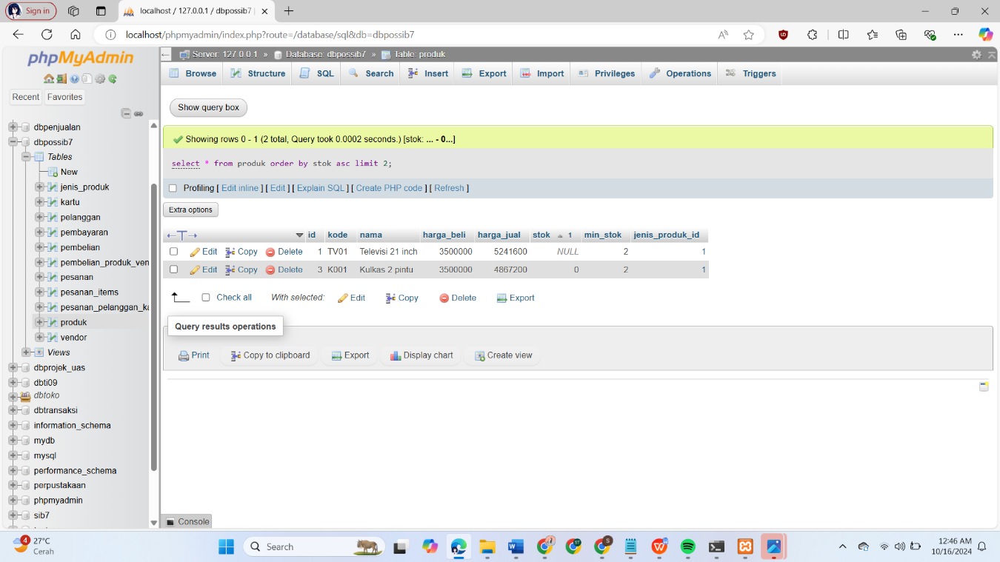 Sign in
localhost / 127.0.0.1 / dbpossib7 |
localhost/phpmyadmin/index.php?route=/database/sql&db=dbpossib7
phpMyAdmin
Recent Favorites
dbpenjualan
dbpossib7
Tables
New
jenis_produk
kartu
pelanggan
pembayaran
pembelian
pembelian_produk_ven
pesanan
pesanan_items
pesanan_pelanggan_ka
produk
vendor
Views
dbprojek_uas
dbti09
dbtoko
dbtransaksi
information_schema
mydb
mysql
performance_schema
perpustakaan
phpmyadmin
sib7
Server: 127.0.0.1 » Database: dbpossib7 » Table: produk
Browse Structure SQL Search Insert Export Import Privileges Operations Triggers
Show query box
Showing rows 0 - 1 (2 total, Query took 0.0002 seconds.) [stok: ... - 0...]
select * from produk order by stok asc limit 2;
Profiling [ Edit inline ] [ Edit ] [ Explain SQL ] [ Create PHP code ] [ Refresh ]
Extra options
←T→ id kode nama harga_beli harga_jual stok 1 min_stok jenis_produk_id
Edit Copy Delete 1 TV01 Televisi 21 inch 3500000 5241600 NULL 2 1
Edit Copy Delete 3 K001 Kulkas 2 pintu 3500000 4867200 0 2 1
Check all With selected: Edit Copy Delete Export
Query results operations
Print Copy to clipboard Export Display chart Create view
Console
4 27°C
Cerah
Search
12:46 AM
10/16/2024